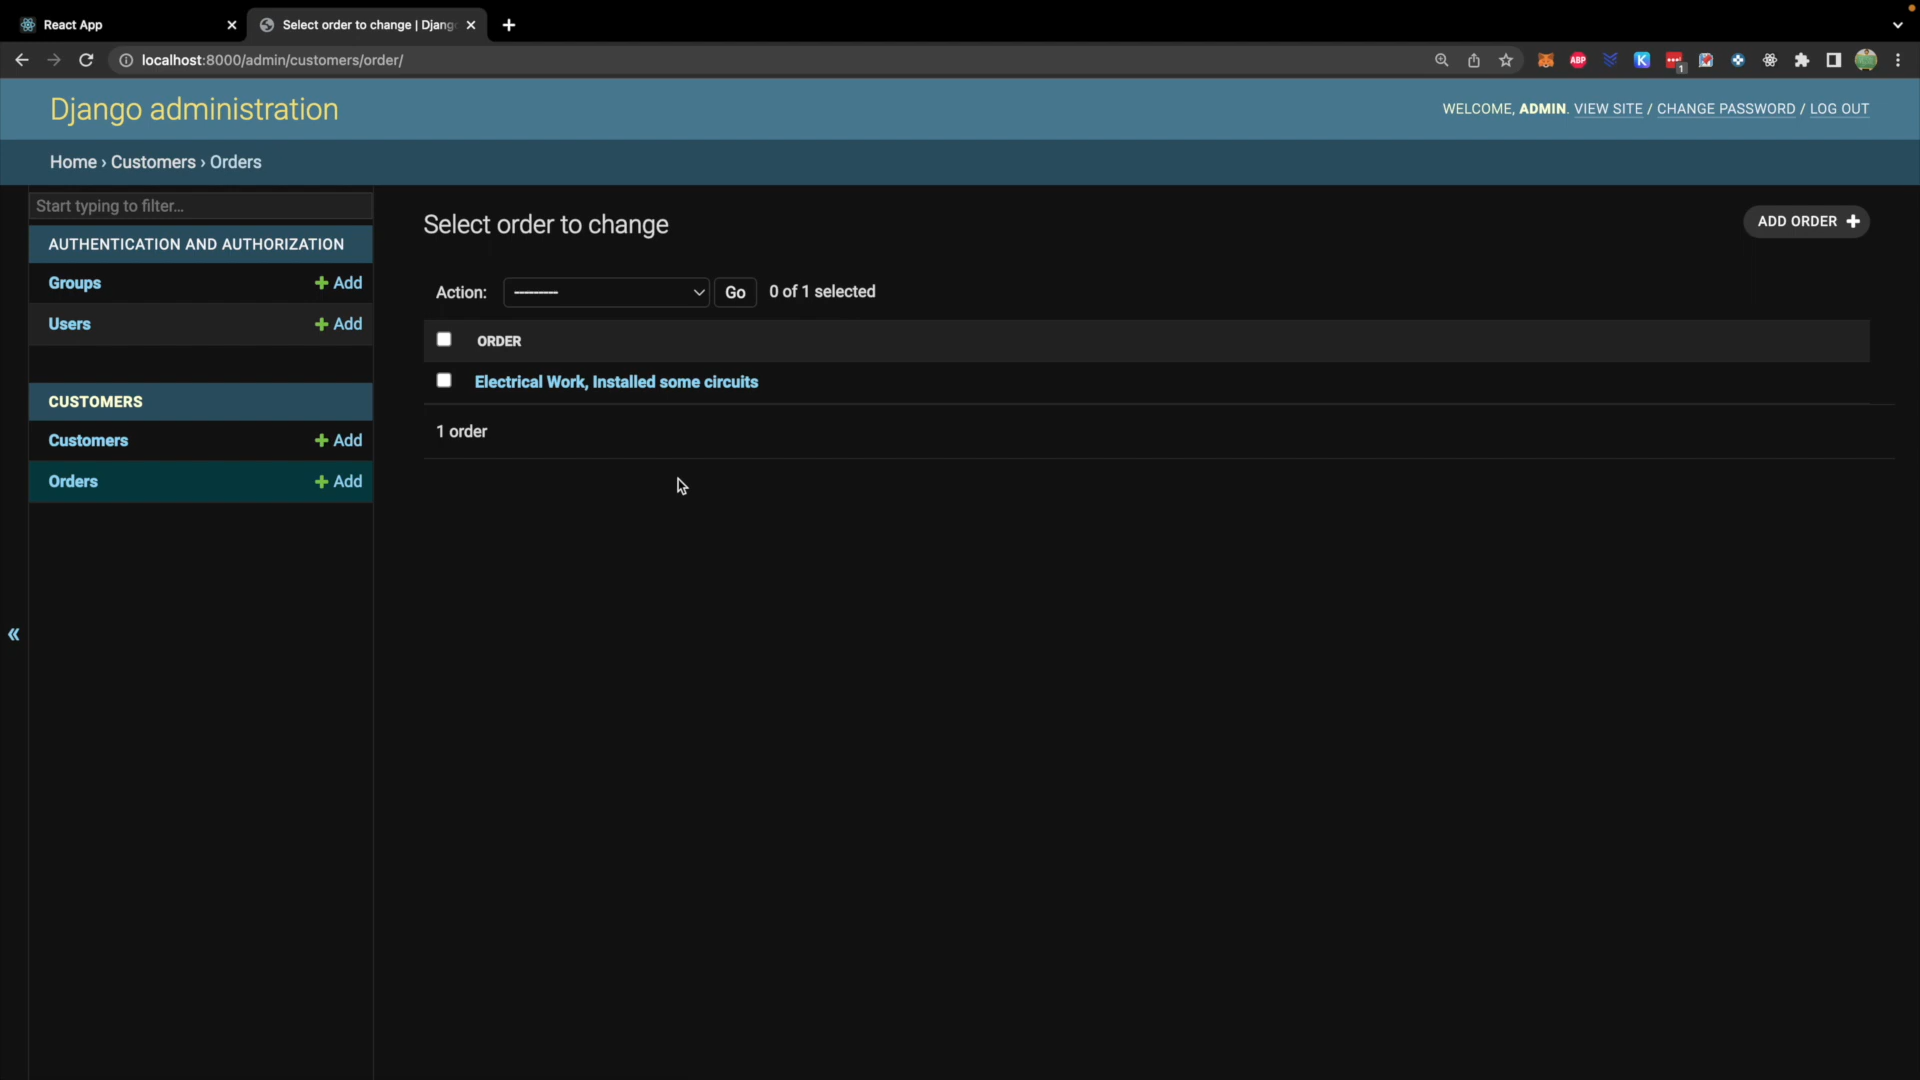 React App
Select order to change | Djang
localhost:8000/admin/customers/order/
ABP
K
1
Django administration
WELCOME, ADMIN. VIEW SITE / CHANGE PASSWORD / LOG OUT
Home › Customers › Orders
Start typing to filter...
Select order to change
ADD ORDER +
AUTHENTICATION AND AUTHORIZATION
Groups + Add
Action: --------- Go 0 of 1 selected
Users + Add
ORDER
Electrical Work, Installed some circuits
CUSTOMERS
1 order
Customers + Add
Orders + Add
«